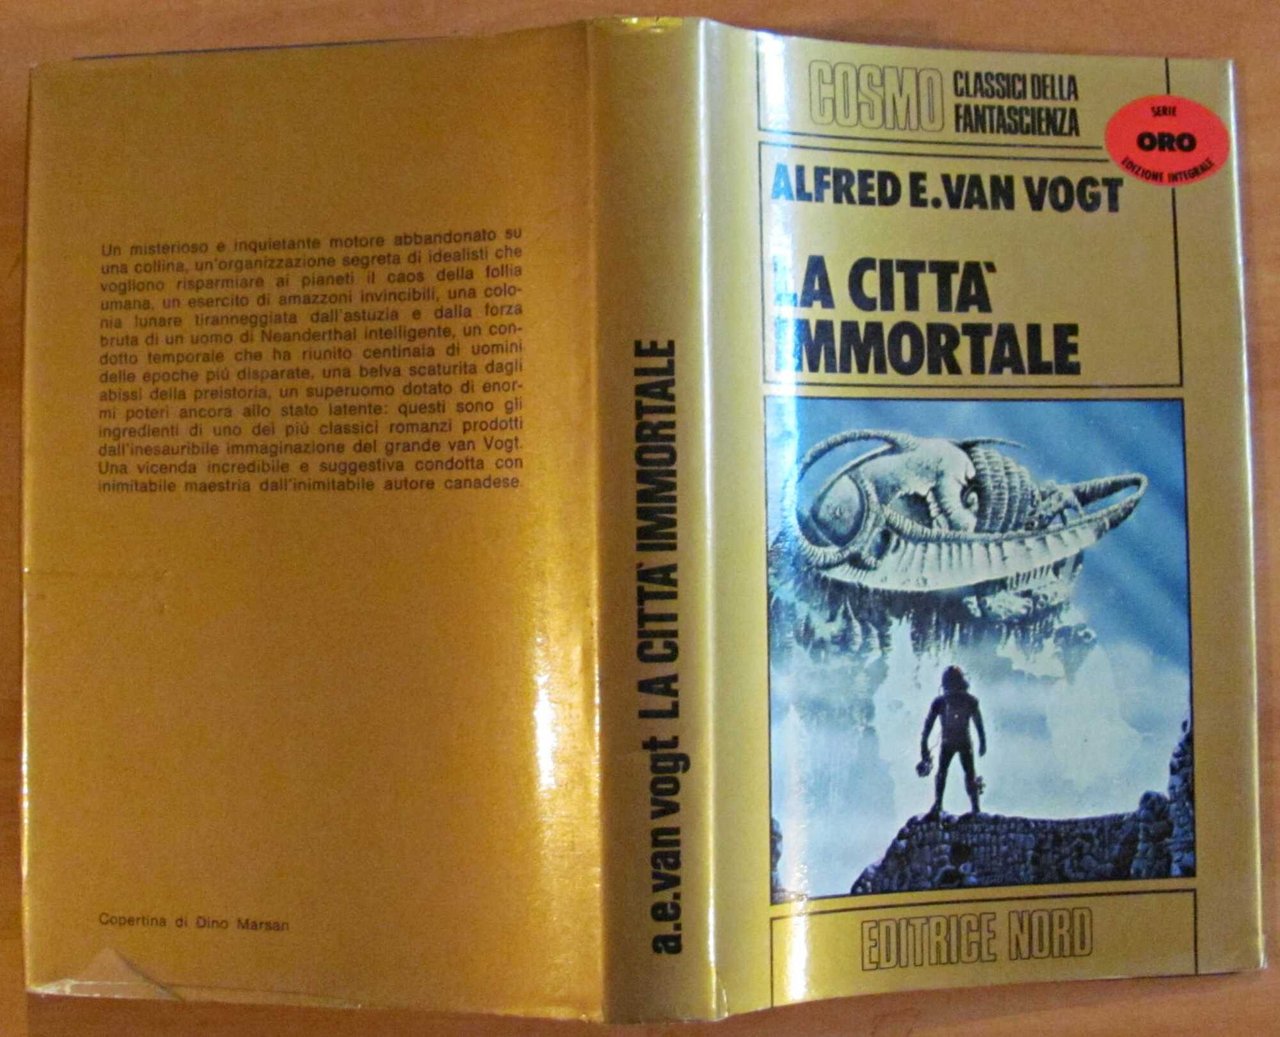 Un misterioso e inquietante motore abbandonato su
una collina, un'organizzazione segreta di idealisti che
vogliono risparmiare ai pianeti il caos della follia
umana, un esercito di amazzoni invincibili, una colo-
nia lunare tiranneggiata dall'astuzia e dalla forza
bruta di un uomo di Neanderthal intelligente, un con-
dotto temporale che ha riunito centinaia di uomini
delle epoche più disparate, una belva scaturita dagli
abissi della preistoria, un superuomo dotato di enor-
mi poteri ancora allo stato latente: questi sono gli
ingredienti di uno dei più classici romanzi prodotti
dall'inesauribile immaginazione del grande van Vogt.
Una vicenda incredibile e suggestiva condotta con
inimitabile maestria dall'inimitabile autore canadese.
Copertina di Dino Marsan
a.e.van vogt LA CITTA' IMMORTALE
COSMO
CLASSICI DELLA
FANTASCIENZA
SERIE
ORO
EDIZIONE INTEGRALE
ALFRED E.VAN VOGT
LA CITTA'
IMMORTALE
EDITRICE NORD